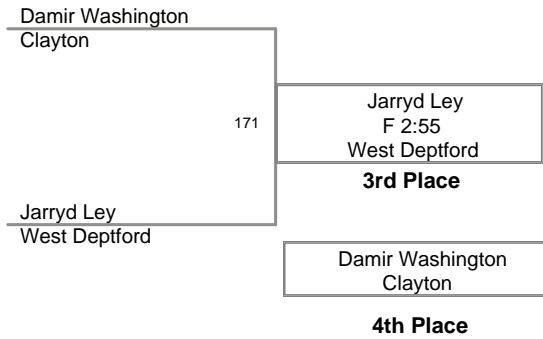 Damir Washington
Clayton
171
Jarryd Ley
F 2:55
West Deptford
3rd Place
Jarryd Ley
West Deptford
Damir Washington
Clayton
4th Place